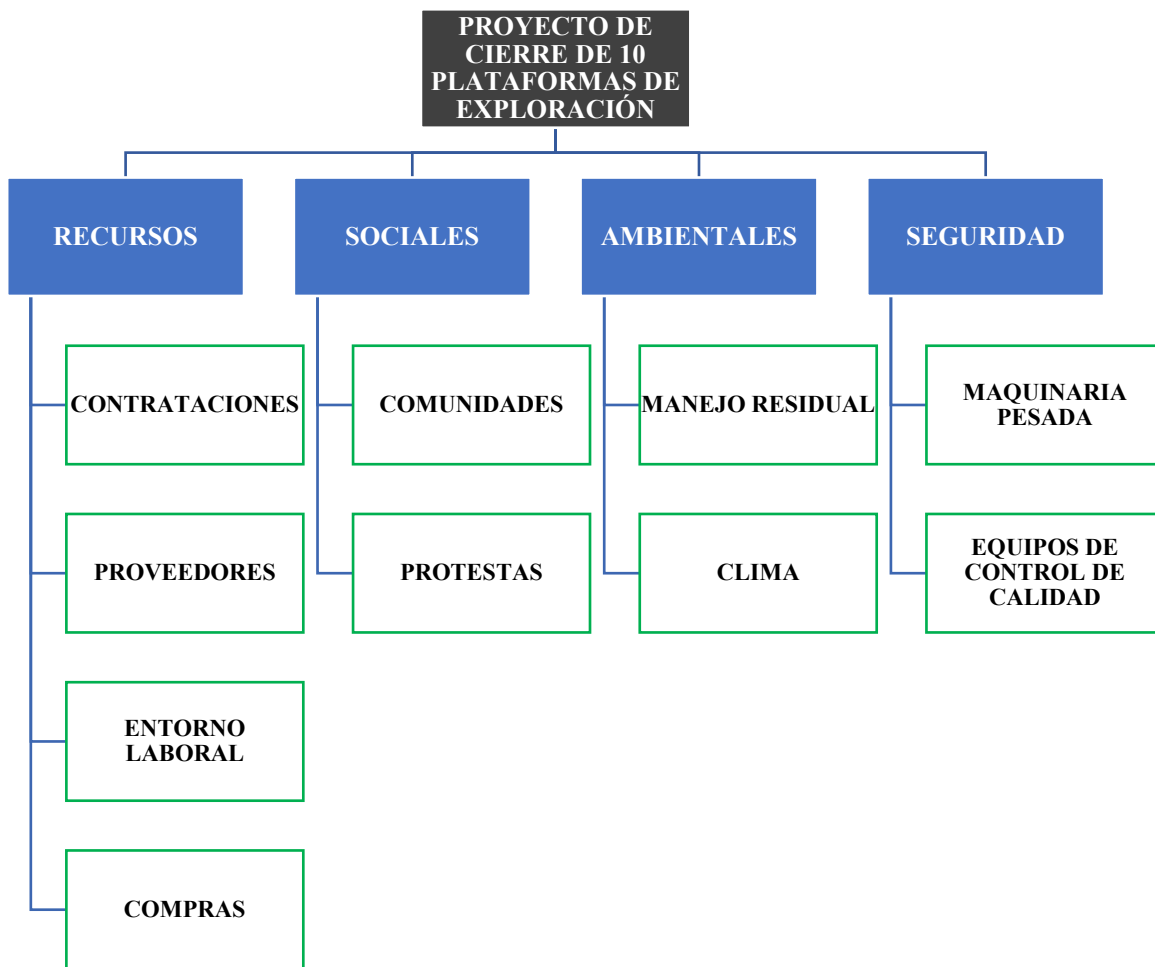 PROYECTO DE
CIERRE DE 10
PLATAFORMAS DE
EXPLORACIÓN
RECURSOS
SOCIALES
AMBIENTALES
SEGURIDAD
CONTRATACIONES
COMUNIDADES
MANEJO RESIDUAL
MAQUINARIA
PESADA
PROVEEDORES
PROTESTAS
CLIMA
EQUIPOS DE
CONTROL DE
CALIDAD
ENTORNO
LABORAL
COMPRAS